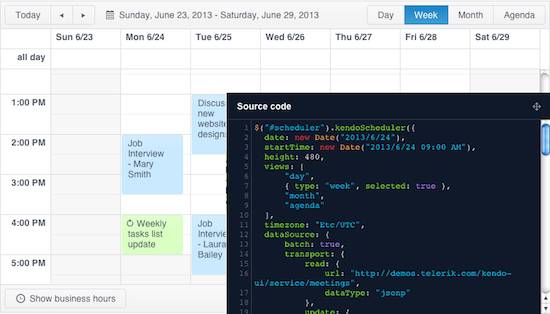 Today Sunday, June 23, 2013 - Saturday, June 29, 2013 Day Week Month Agenda
Sun 6/23 Mon 6/24 Tue 6/25 Wed 6/26 Thu 6/27 Fri 6/28 Sat 6/29
all day
1:00 PM
2:00 PM
3:00 PM
4:00 PM
5:00 PM
Job
Interview
- Mary
Smith
Weekly
tasks list
update
Discus
new
website
design
Job
Intervie
- Laura
Bailey
Show business hours
Source code
1 $("#scheduler").kendoScheduler({
2 date: new Date("2013/6/24"),
3 startTime: new Date("2013/6/24 09:00 AM"),
4 height: 480,
5 views: [
6 "day",
7 { type: "week", selected: true },
8 "month",
9 "agenda"
10 ],
11 timezone: "Etc/UTC",
12 dataSource: {
13 batch: true,
14 transport: {
15 read: {
16 url: "http://demos.telerik.com/kendo-
ui/service/meetings",
17 dataType: "jsonp"
18 },
19 update: {